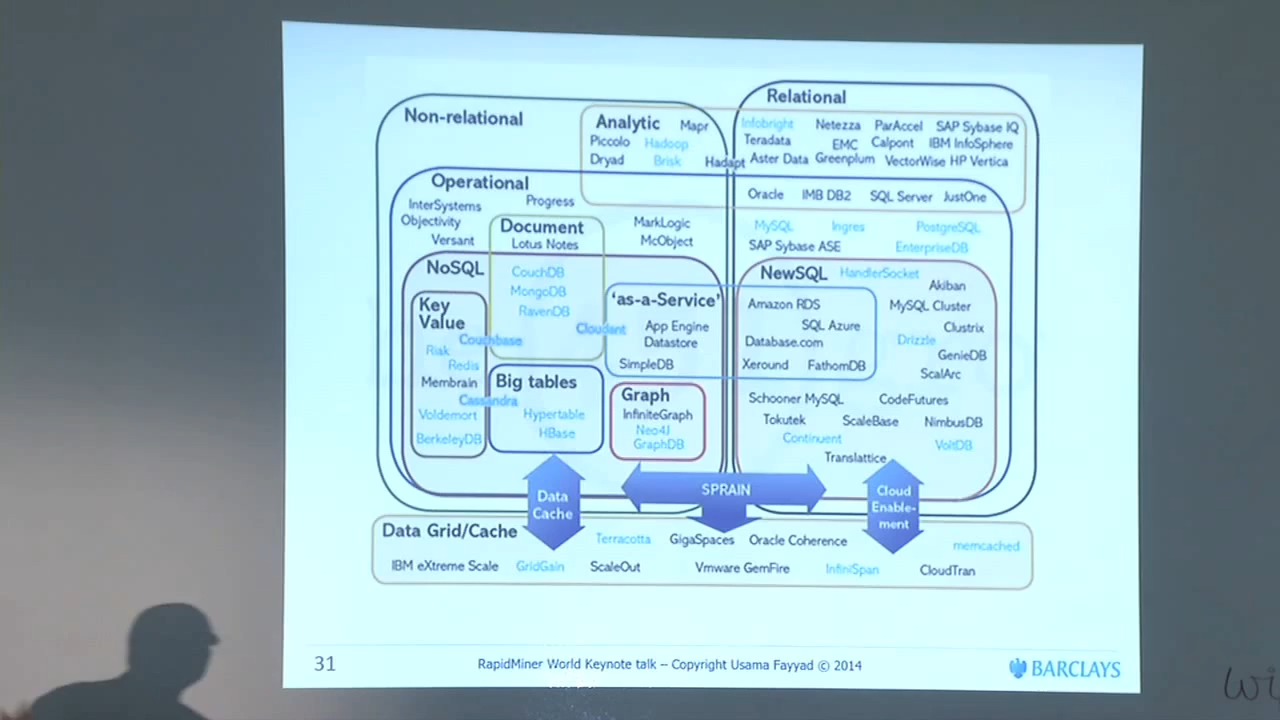 Non-relational
Relational
Analytic Mapr
Piccolo Hadoop
Dryad Brisk Hadapt
Infobright Netezza ParAccel SAP Sybase IQ
Teradata EMC Calpont IBM InfoSphere
Aster Data Greenplum VectorWise HP Vertica
Operational
InterSystems Progress
Objectivity
Versant
Oracle IMB DB2 SQL Server JustOne
Document
Lotus Notes
MarkLogic
McObject
MySQL Ingres PostgreSQL
SAP Sybase ASE EnterpriseDB
NoSQL
CouchDB
MongoDB
RavenDB
Cloudant
Key
Value
Couchbase
Riak
Redis
Membrain
Cassandra
Voldemort
BerkeleyDB
Big tables
Hypertable
HBase
'as-a-Service'
App Engine
Datastore
SimpleDB
Graph
InfiniteGraph
Neo4J
GraphDB
NewSQL HandlerSocket
Akiban
Amazon RDS MySQL Cluster
SQL Azure Clustrix
Database.com Drizzle
GenieDB
Xeround FathomDB ScalArc
Schooner MySQL CodeFutures
Tokutek ScaleBase NimbusDB
Continuent VoltDB
Translattice
Data
Cache
SPRAIN
Cloud
Enable-
ment
Data Grid/Cache Terracotta GigaSpaces Oracle Coherence memcached
IBM eXtreme Scale GridGain ScaleOut Vmware GemFire InfiniSpan CloudTran
31 RapidMiner World Keynote talk – Copyright Usama Fayyad © 2014 BARCLAYS